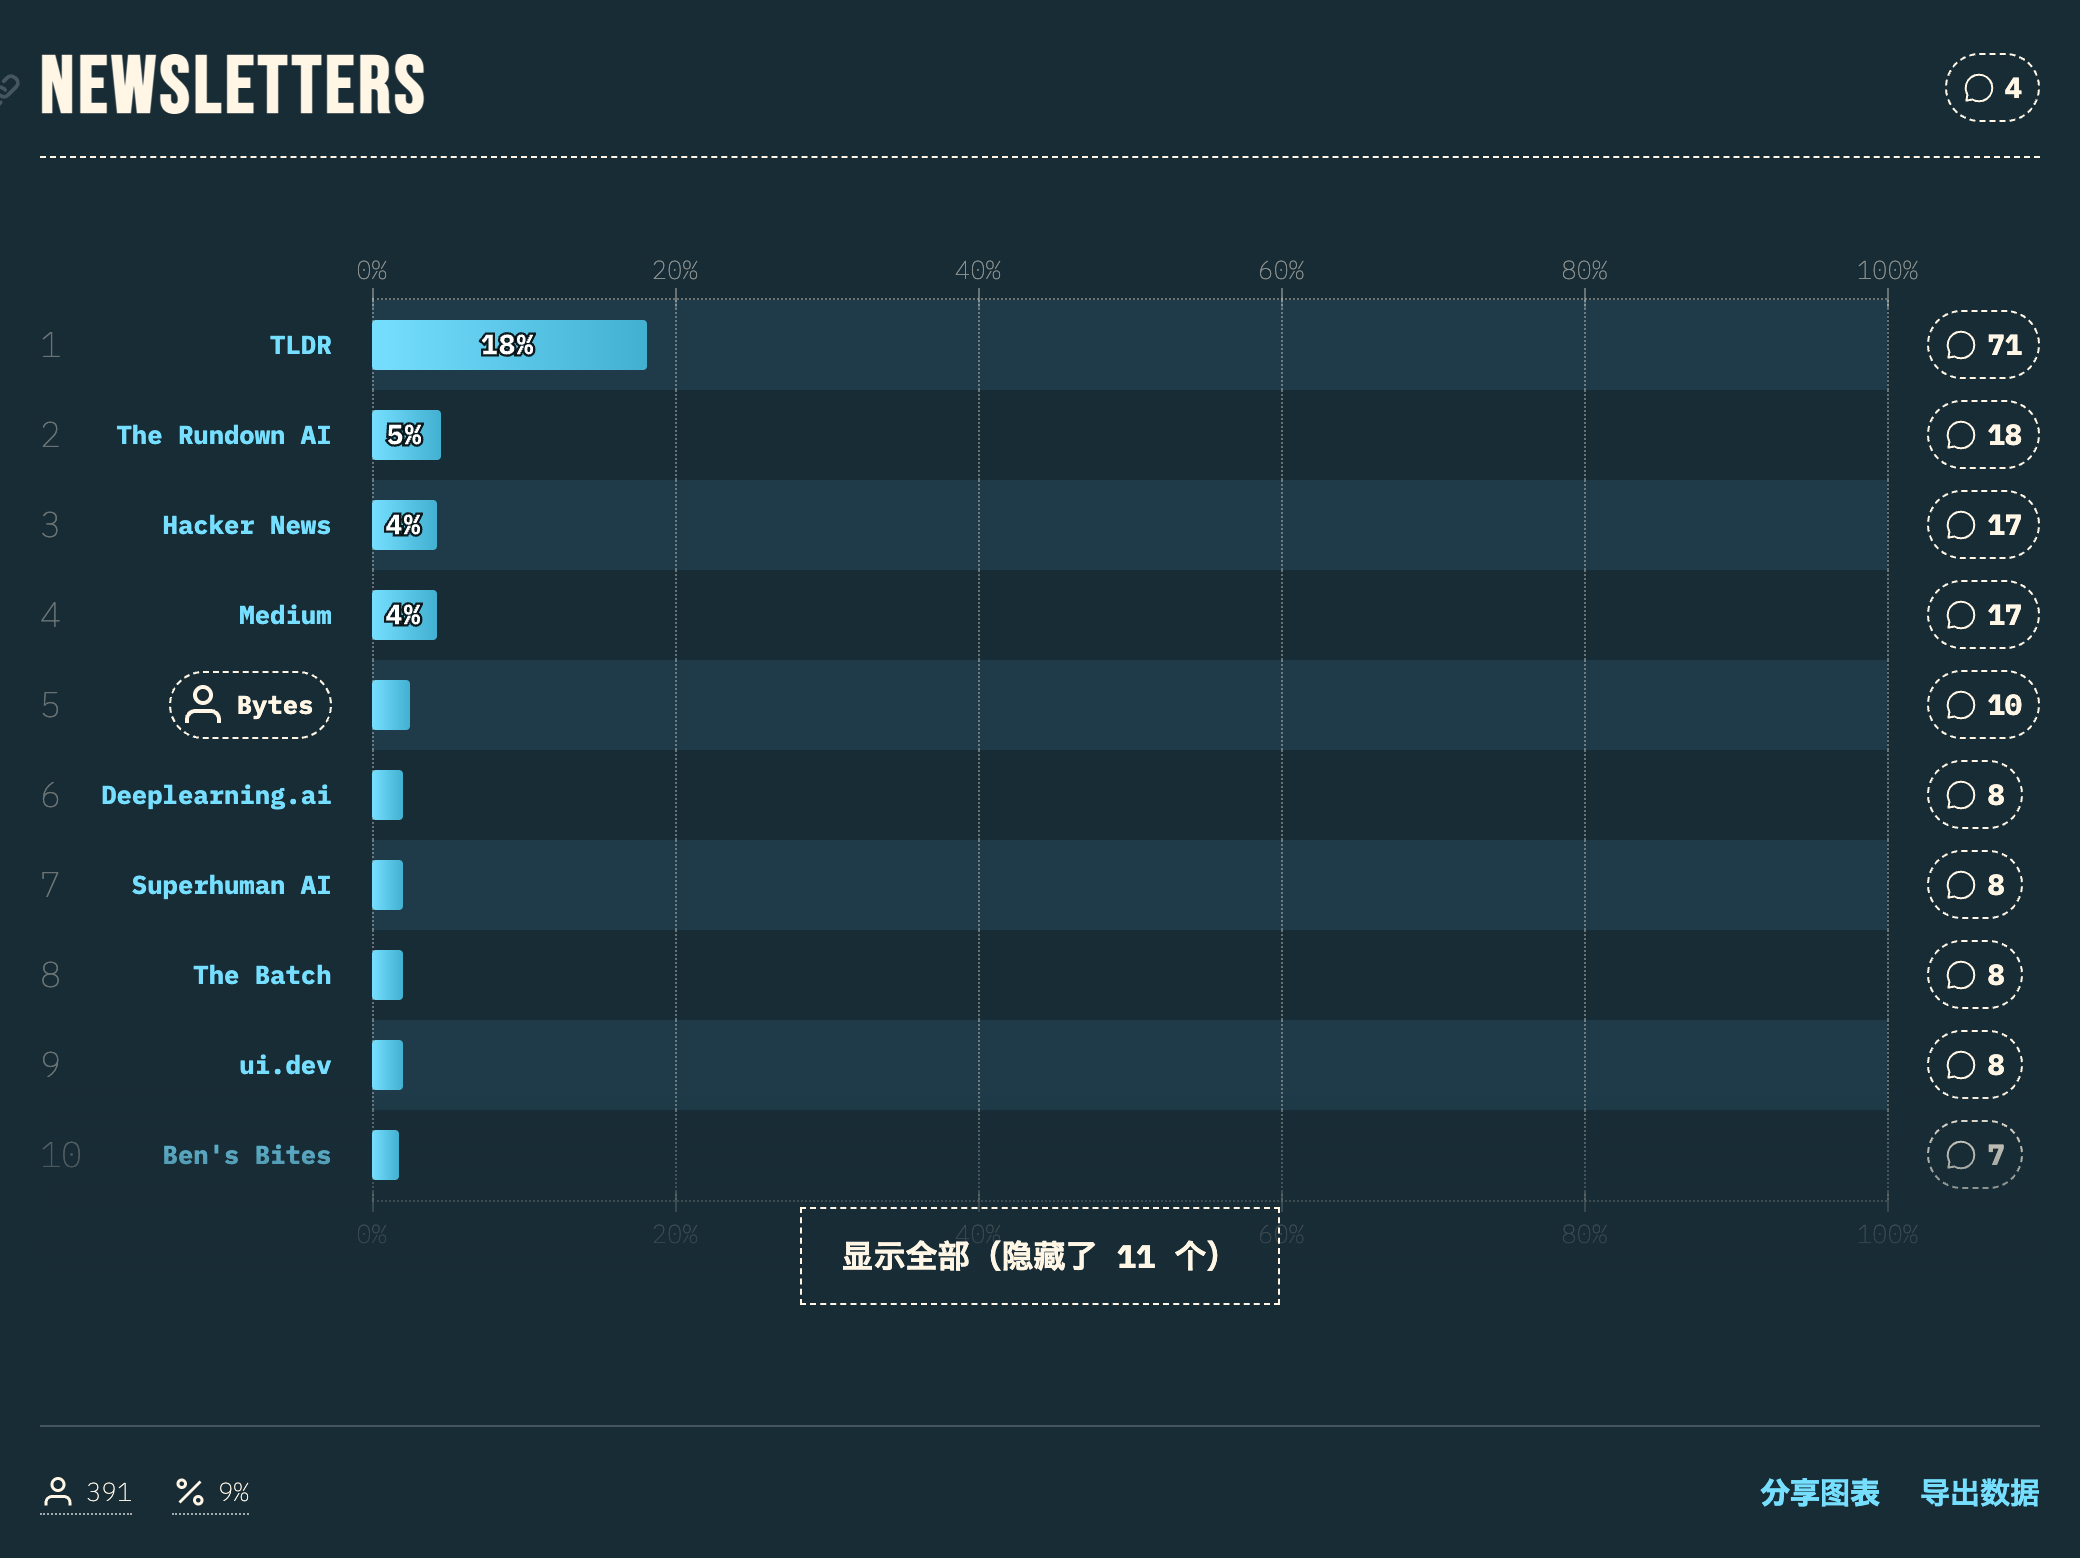 NEWSLETTERS
4
0% 20% 40% 60% 80% 100%
1 TLDR 18% 71
2 The Rundown AI 5% 18
3 Hacker News 4% 17
4 Medium 4% 17
5 Bytes 10
6 Deeplearning.ai 8
7 Superhuman AI 8
8 The Batch 8
9 ui.dev 8
10 Ben's Bites 7
0% 20% 40% 60% 80% 100%
显示全部（隐藏了 11 个）
391 % 9% 分享图表 导出数据